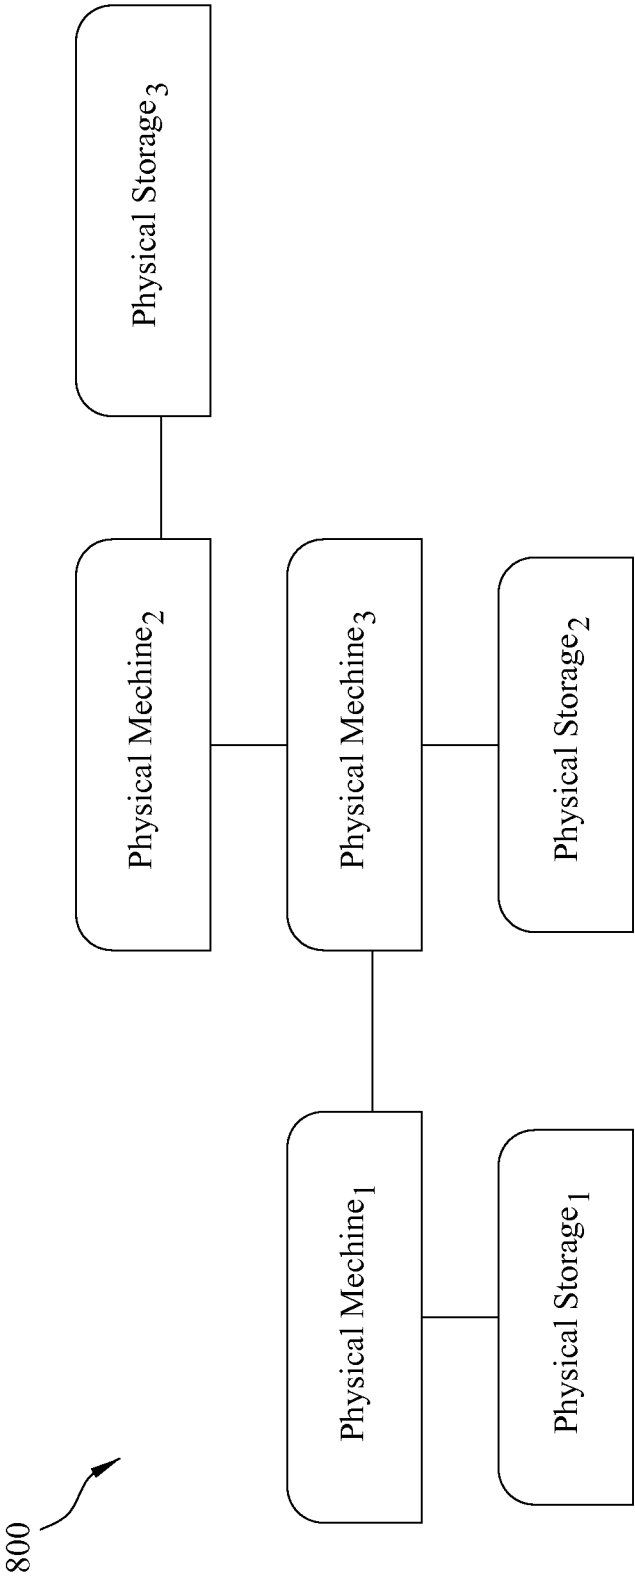 800
Physical Mechine2
Physical Storage3
Physical Mechine1
Physical Mechine3
Physical Storage1
Physical Storage2